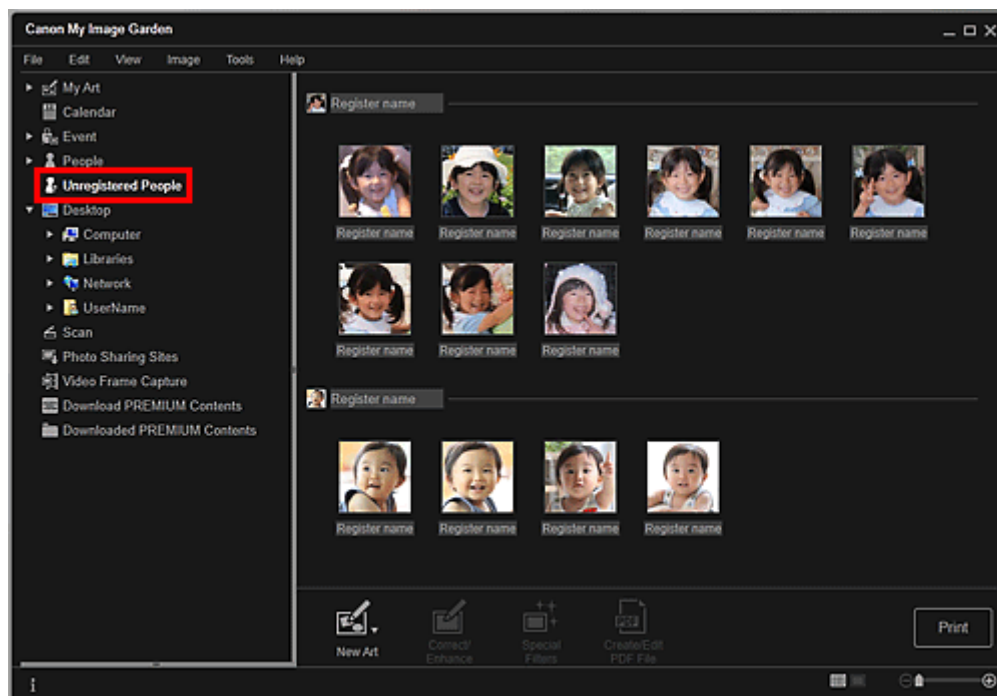 Canon My Image Garden
File Edit View Image Tools Help
My Art
Calendar
Event
People
Unregistered People
Desktop
Computer
Libraries
Network
UserName
Scan
Photo Sharing Sites
Video Frame Capture
Download PREMIUM Contents
Downloaded PREMIUM Contents
Register name
Register name Register name Register name Register name Register name Register name
Register name Register name Register name
Register name
Register name Register name Register name Register name
New Art
Correct/
Enhance
Special
Filters
Create/Edit
PDF File
Print